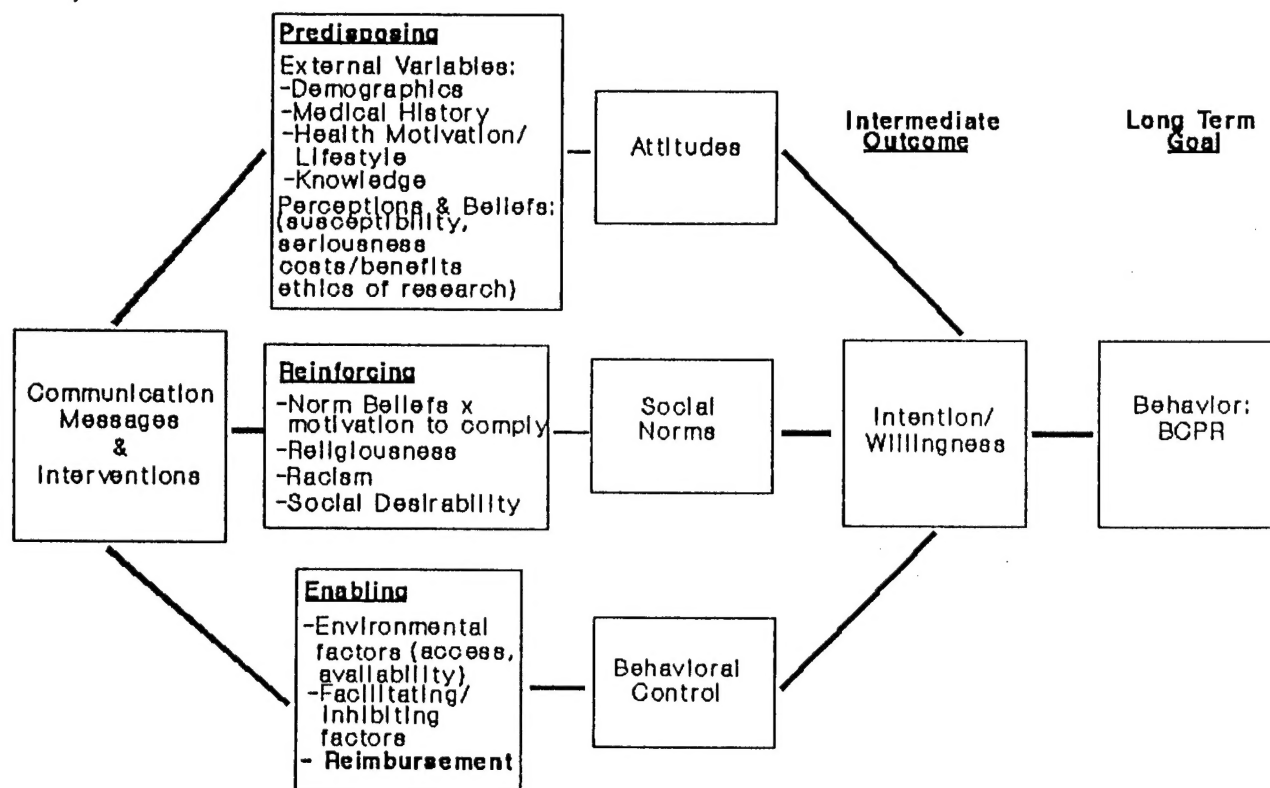 Predisposing
External Variables:
-Demographics
-Medical History
-Health Motivation/
Lifestyle
-Knowledge
Perceptions & Beliefs:
(susceptibility,
seriousness
costs/benefits
ethics of research)
Attitudes
Intermediate
Outcome
Long Term
Goal
Communication
Messages
&
Interventions
Reinforcing
-Norm Beliefs x
motivation to comply
-Religiousness
-Racism
-Social Desirability
Social
Norms
Intention/
Willingness
Behavior:
BCPR
Enabling
-Environmental
factors (access,
availability)
-Facilitating/
inhibiting
factors
- Reimbursement
Behavioral
Control